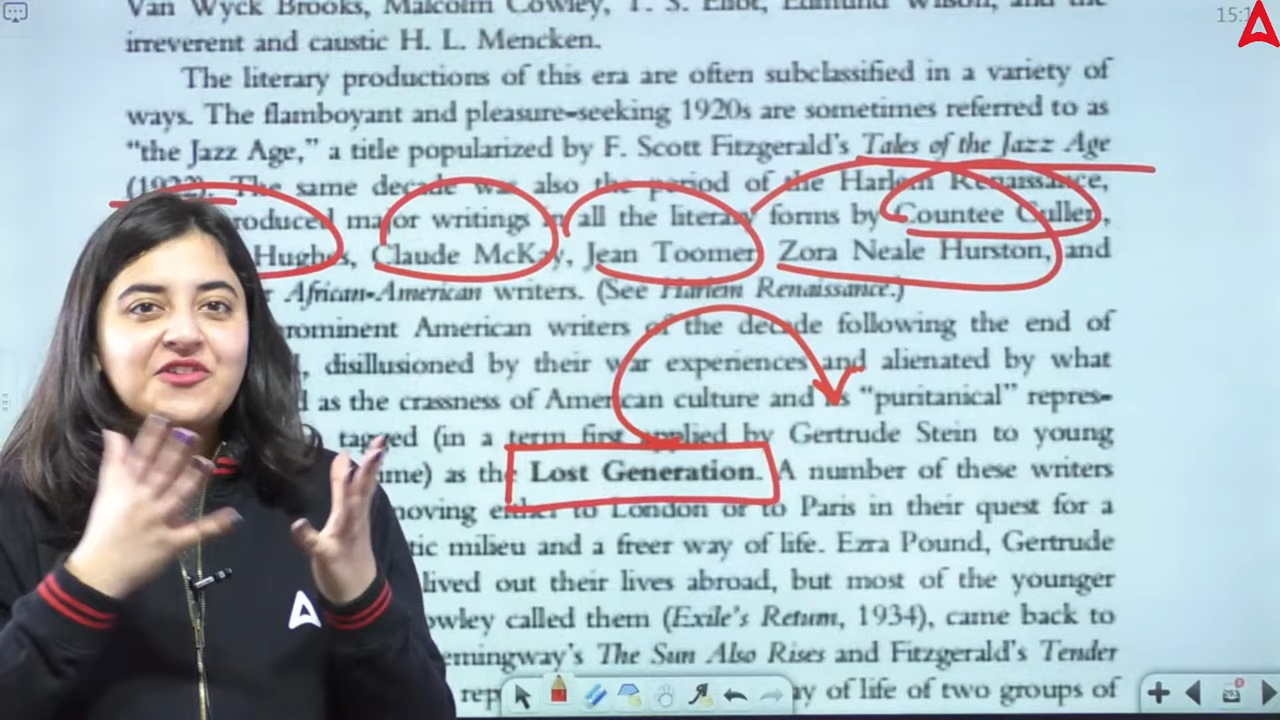 Van Wyck Brooks, Malcolm Cowley, T. S. Eliot, Edmund Wilson, and the
irreverent and caustic H. L. Mencken.
The literary productions of this era are often subclassified in a variety of
ways. The flamboyant and pleasure-seeking 1920s are sometimes referred to as
"the Jazz Age," a title popularized by F. Scott Fitzgerald's Tales of the Jazz Age
(1922). The same decade was also the period of the Harlem Renaissance,
major writings in all the literary forms by Countee Cullen,
Hughes, Claude McKay, Jean Toomer, Zora Neale Hurston, and
African-American writers. (See Harlem Renaissance.)
American writers of the decade following the end of
disillusioned by their war experiences and alienated by what
as the crassness of American culture and its "puritanical" repres-
tagged (in a term first applied by Gertrude Stein to young
as the Lost Generation. A number of these writers
either to London or to Paris in their quest for a
milieu and a freer way of life. Ezra Pound, Gertrude
lived out their lives abroad, but most of the younger
called them (Exile's Return, 1934), came back to
The Sun Also Rises and Fitzgerald's Tender
of life of two groups of